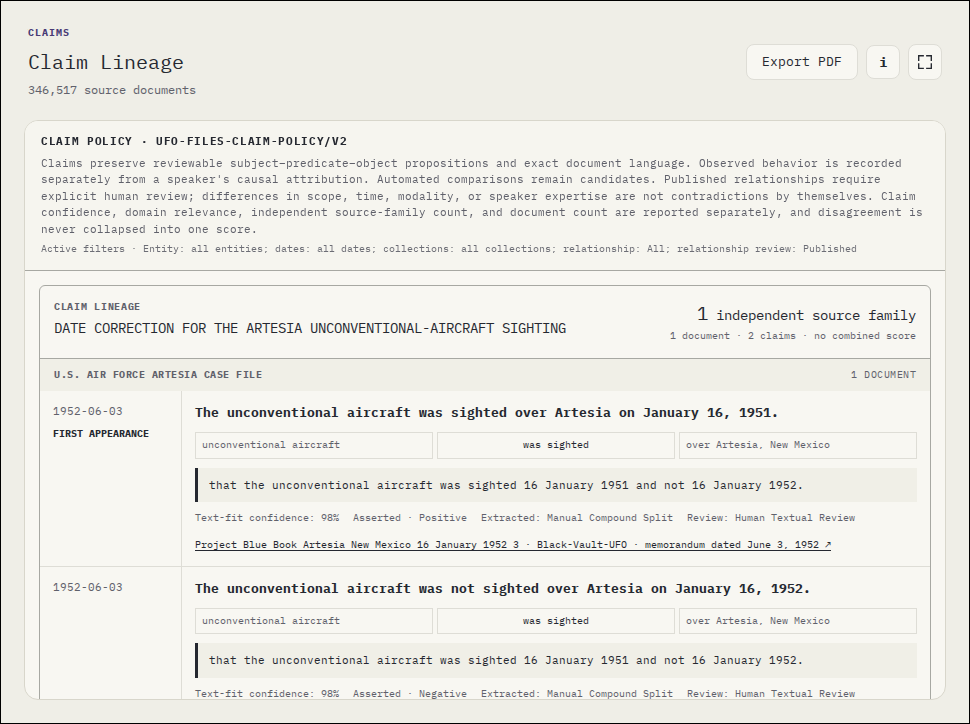 CLAIMS
Claim Lineage
346,517 source documents
Export PDF
i
CLAIM POLICY · UFO-FILES-CLAIM-POLICY/V2
Claims preserve reviewable subject–predicate–object propositions and exact document language. Observed behavior is recorded
separately from a speaker's causal attribution. Automated comparisons remain candidates. Published relationships require
explicit human review; differences in scope, time, modality, or speaker expertise are not contradictions by themselves. Claim
confidence, domain relevance, independent source-family count, and document count are reported separately, and disagreement is
never collapsed into one score.
Active filters · Entity: all entities; dates: all dates; collections: all collections; relationship: All; relationship review: Published
CLAIM LINEAGE
DATE CORRECTION FOR THE ARTESIA UNCONVENTIONAL-AIRCRAFT SIGHTING
1 independent source family
1 document · 2 claims · no combined score
U.S. AIR FORCE ARTESIA CASE FILE
1 DOCUMENT
1952-06-03
FIRST APPEARANCE
The unconventional aircraft was sighted over Artesia on January 16, 1951.
unconventional aircraft
was sighted
over Artesia, New Mexico
that the unconventional aircraft was sighted 16 January 1951 and not 16 January 1952.
Text-fit confidence: 98% Asserted · Positive Extracted: Manual Compound Split Review: Human Textual Review
Project Blue Book Artesia New Mexico 16 January 1952 3 · Black-Vault-UFO · memorandum dated June 3, 1952 ↗
1952-06-03
The unconventional aircraft was not sighted over Artesia on January 16, 1952.
unconventional aircraft
was sighted
over Artesia, New Mexico
that the unconventional aircraft was sighted 16 January 1951 and not 16 January 1952.
Text-fit confidence: 98% Asserted · Negative Extracted: Manual Compound Split Review: Human Textual Review